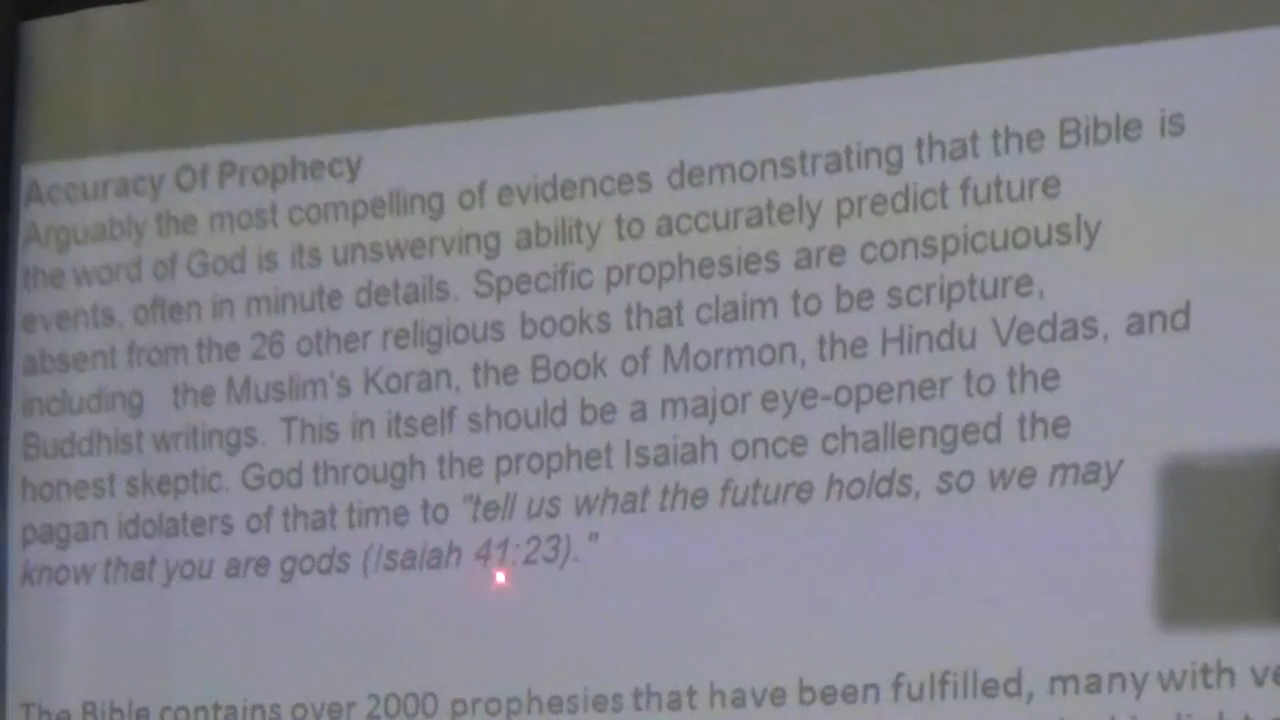 Accuracy Of Prophecy
Arguably the most compelling of evidences demonstrating that the Bible is
the word of God is its unswerving ability to accurately predict future
events, often in minute details. Specific prophesies are conspicuously
absent from the 26 other religious books that claim to be scripture,
including the Muslim's Koran, the Book of Mormon, the Hindu Vedas, and
Buddhist writings. This in itself should be a major eye-opener to the
honest skeptic. God through the prophet Isaiah once challenged the
pagan idolaters of that time to "tell us what the future holds, so we may
know that you are gods (Isaiah 41:23)."
The Bible contains over 2000 prophesies that have been fulfilled, many with